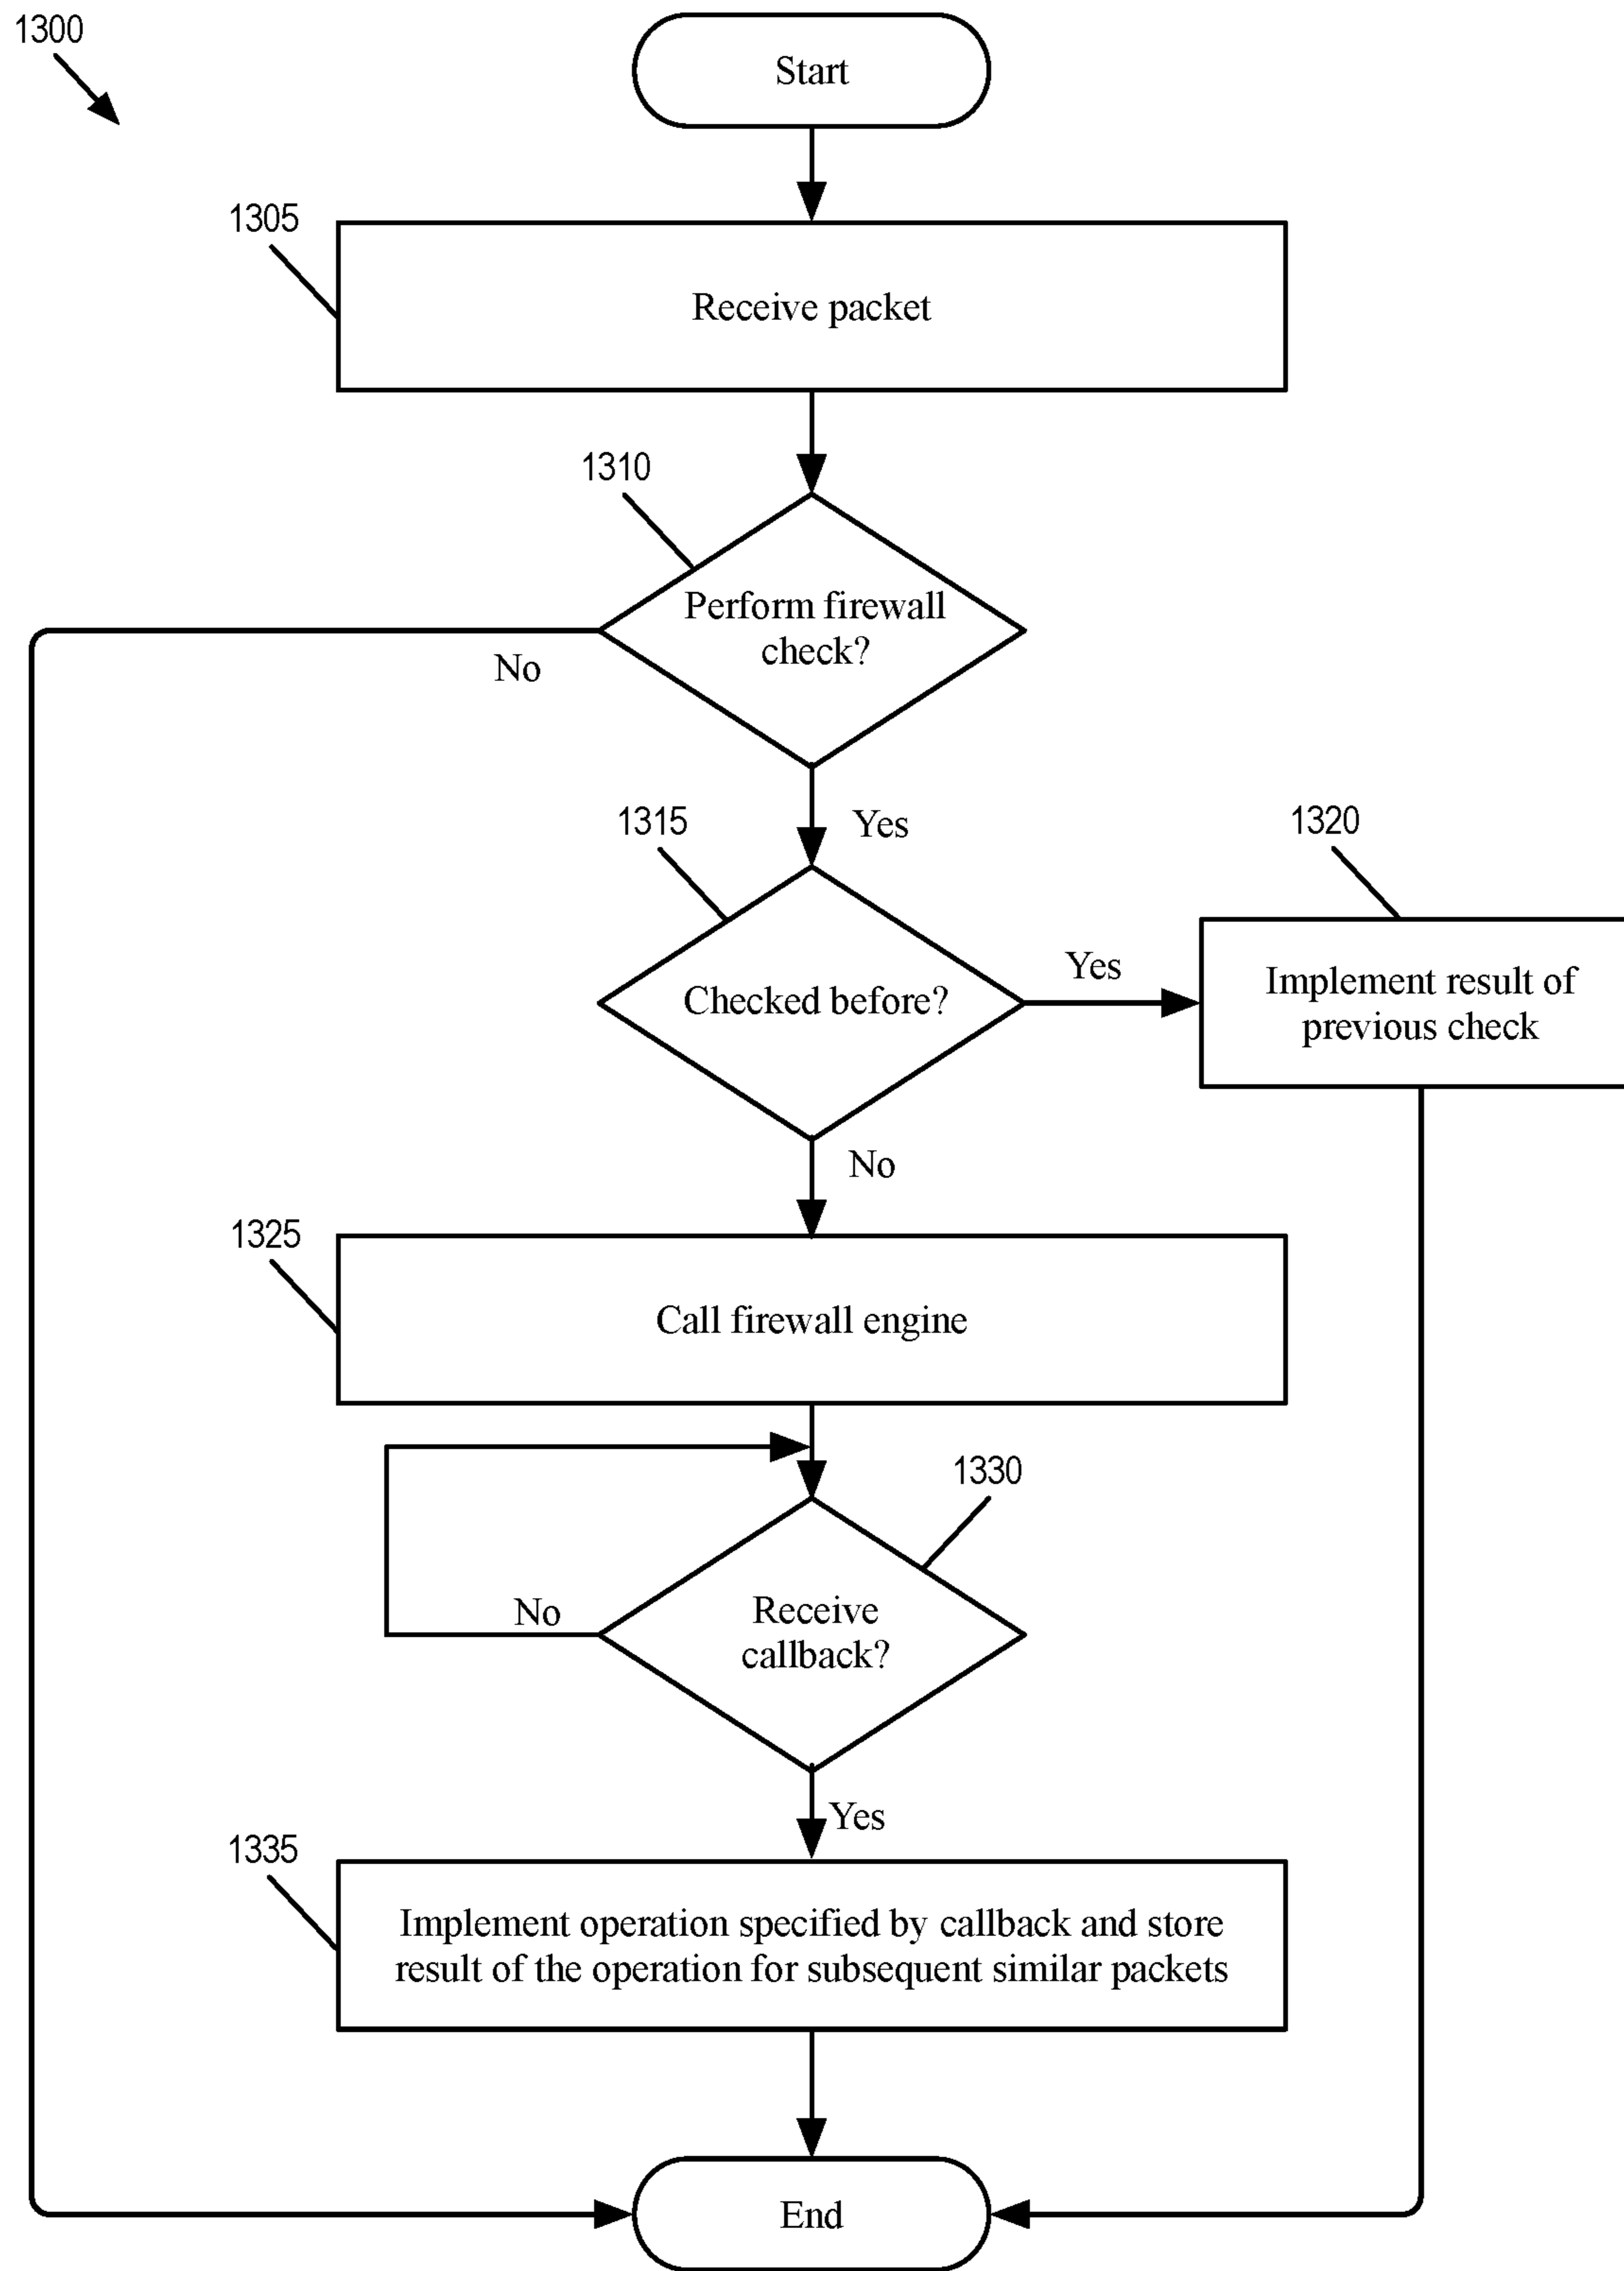 1300
Start
1305
Receive packet
1310
Perform firewall
check?
No
Yes
1315
Checked before?
Yes
1320
Implement result of
previous check
No
1325
Call firewall engine
1330
Receive
callback?
No
Yes
1335
Implement operation specified by callback and store
result of the operation for subsequent similar packets
End